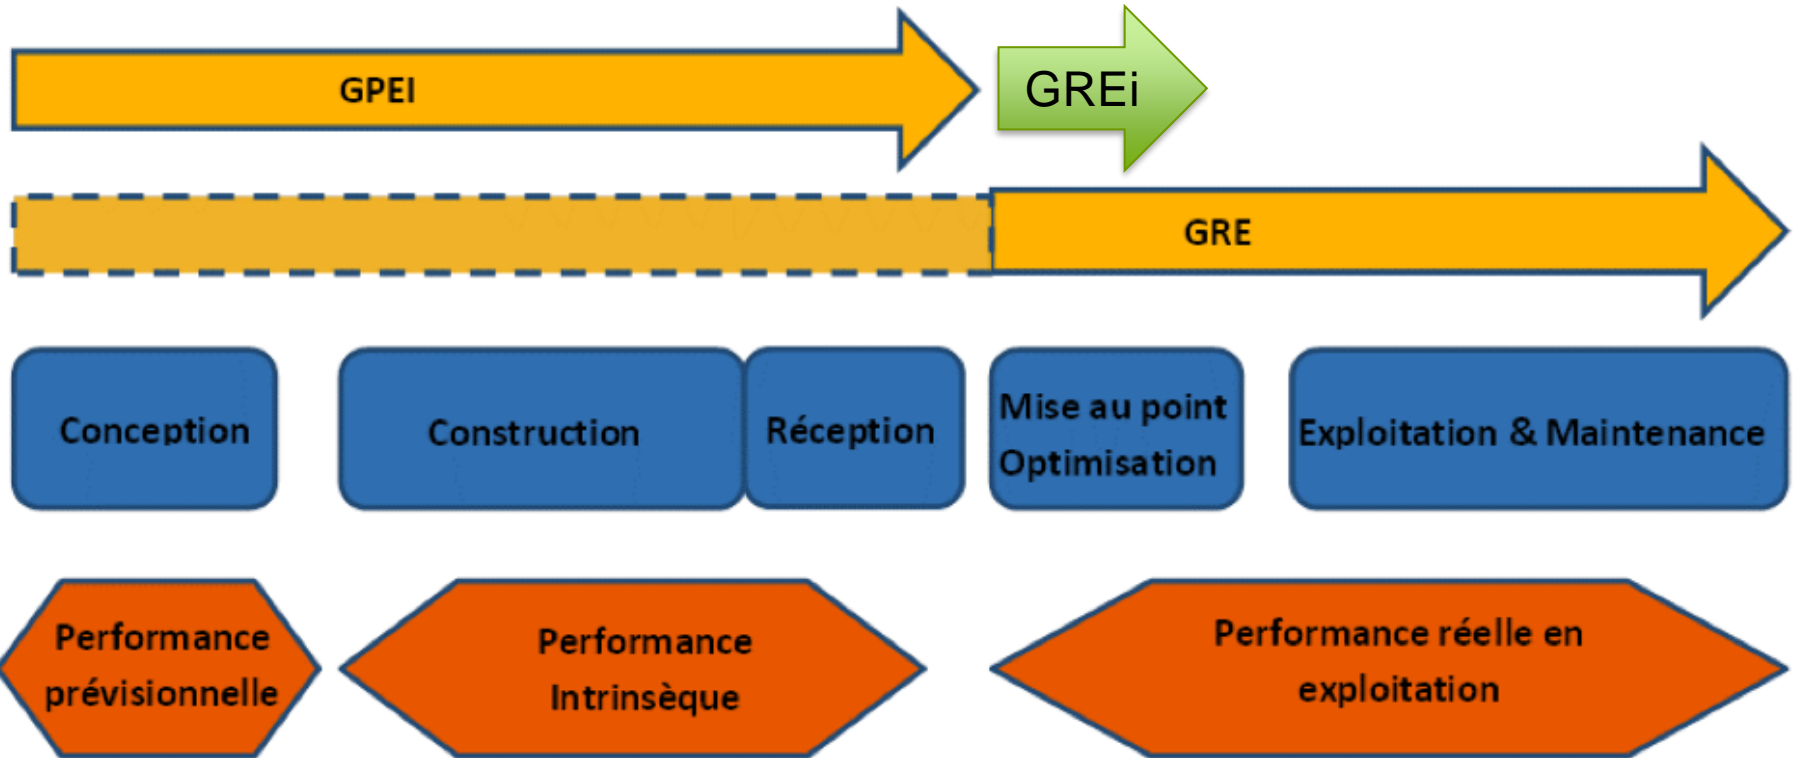 GPEI
GREi
GRE
Conception
Construction
Réception
Mise au point
Optimisation
Exploitation & Maintenance
Performance
prévisionnelle
Performance
Intrinsèque
Performance réelle en
exploitation